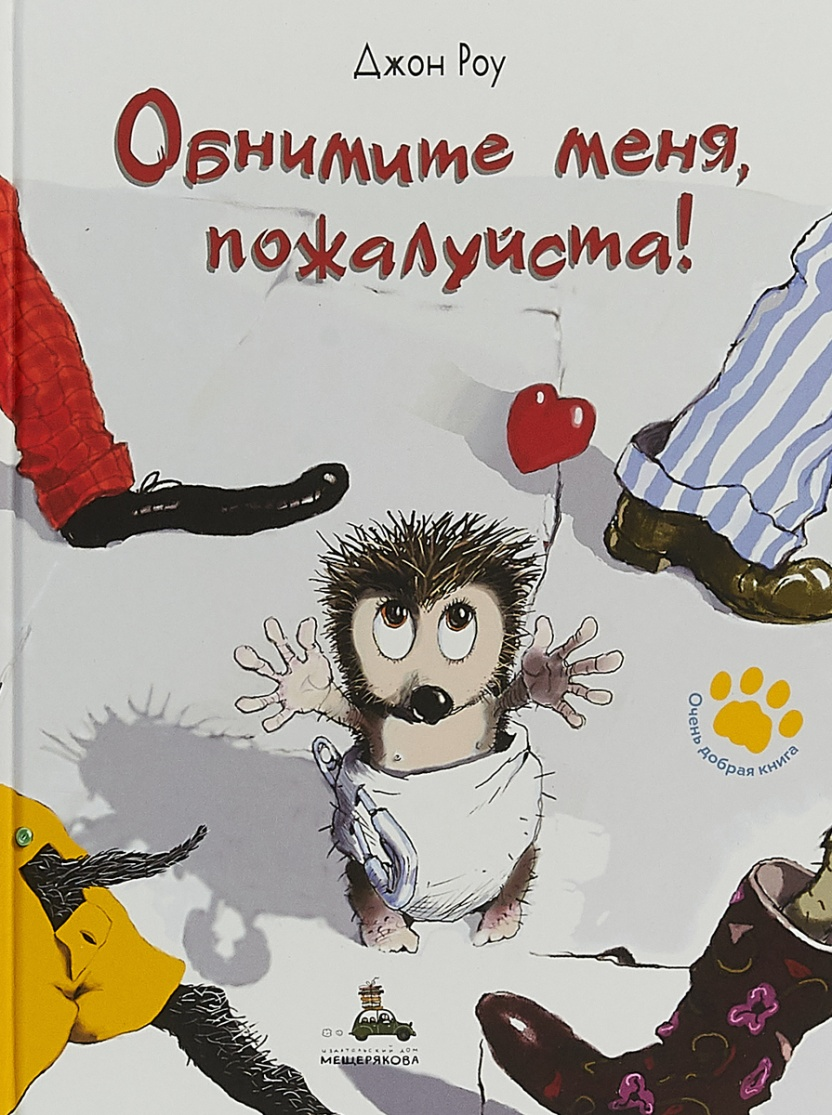 Джон Роу
Обнимите меня,
пожалуйста!
Очень добрая книга
ИЗДАТЕЛЬСКИЙ ДОМ
МЕЩЕРЯКОВА